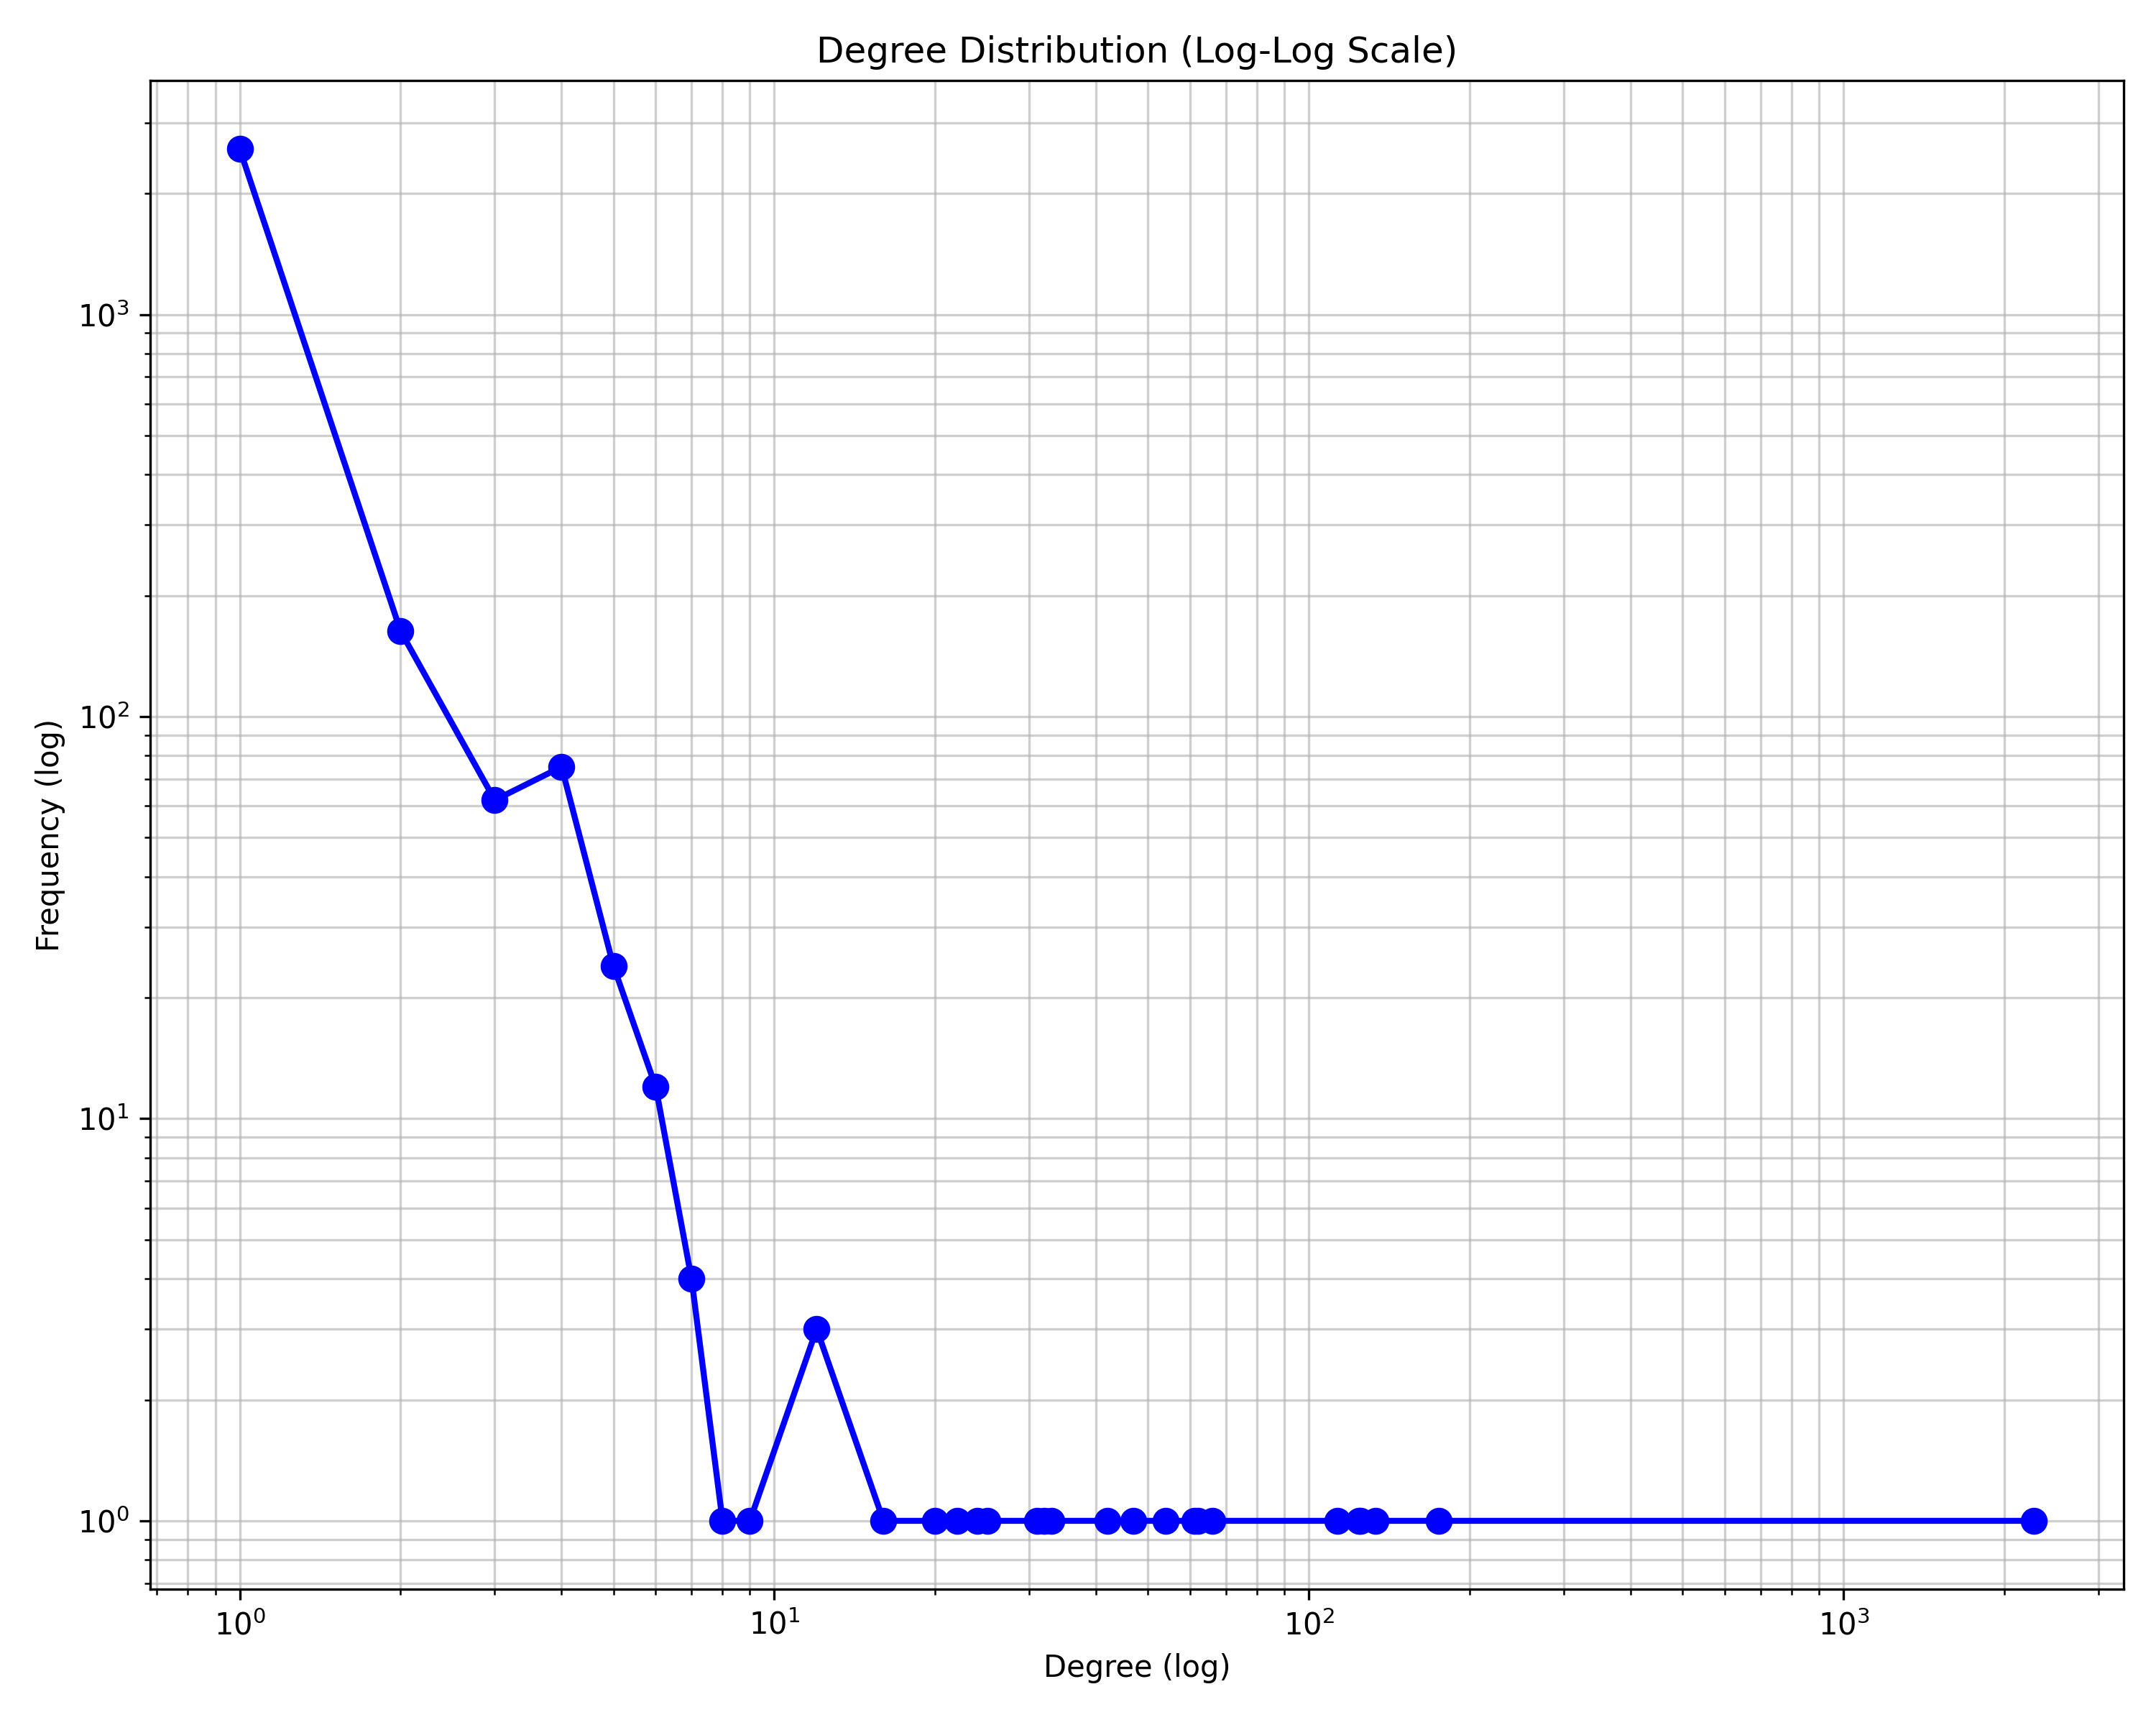 Degree Distribution (Log-Log Scale)
Frequency (log)
10³
10²
10¹
10⁰
10⁰ 10¹ 10² 10³
Degree (log)